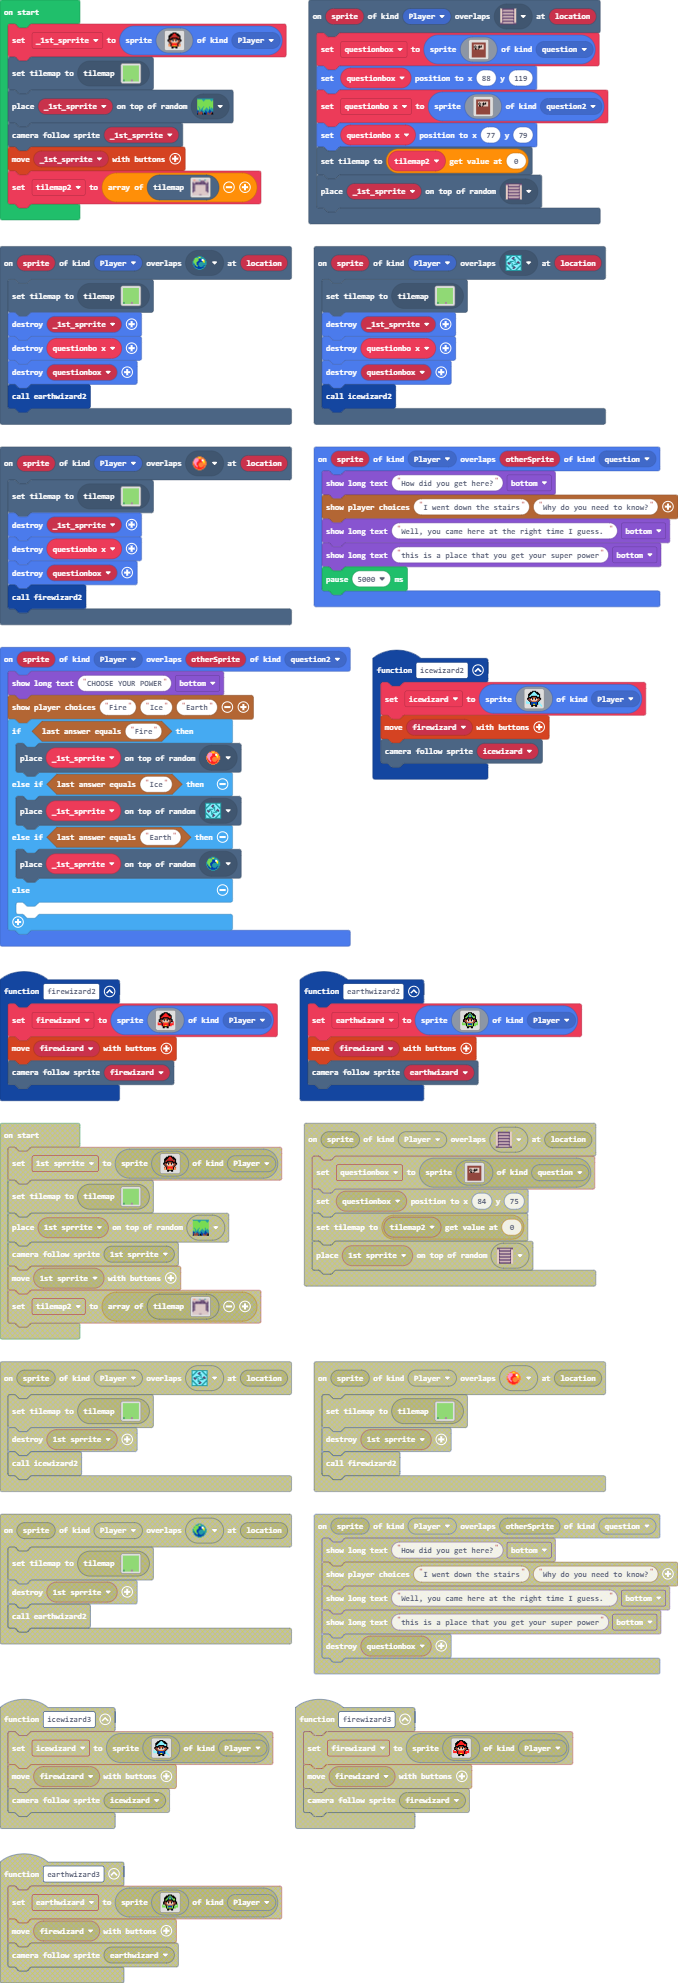 on start
set _1st_sprrite to sprite of kind Player
set tilemap to tilemap
place _1st_sprrite on top of random
camera follow sprite _1st_sprrite
move _1st_sprrite with buttons
set tilemap2 to array of tilemap
on sprite of kind Player overlaps at location
set questionbox to sprite of kind question
set questionbox position to x 88 y 119
set questionbo x to sprite of kind question2
set questionbo x position to x 77 y 79
set tilemap to tilemap2 get value at 0
place _1st_sprrite on top of random
on sprite of kind Player overlaps at location
set tilemap to tilemap
destroy _1st_sprrite
destroy questionbo x
destroy questionbox
call earthwizard2
on sprite of kind Player overlaps at location
set tilemap to tilemap
destroy _1st_sprrite
destroy questionbo x
destroy questionbox
call icewizard2
on sprite of kind Player overlaps at location
set tilemap to tilemap
destroy _1st_sprrite
destroy questionbo x
destroy questionbox
call firewizard2
on sprite of kind Player overlaps otherSprite of kind question
show long text "How did you get here?" bottom
show player choices "I went down the stairs" "Why do you need to know?"
show long text "Well, you came here at the right time I guess. " bottom
show long text "this is a place that you get your super power" bottom
pause 5000 ms
on sprite of kind Player overlaps otherSprite of kind question2
show long text "CHOOSE YOUR POWER" bottom
show player choices "Fire" "Ice" "Earth"
if last answer equals "Fire" then
place _1st_sprrite on top of random
else if last answer equals "Ice" then
place _1st_sprrite on top of random
else if last answer equals "Earth" then
place _1st_sprrite on top of random
else
function icewizard2
set icewizard to sprite of kind Player
move firewizard with buttons
camera follow sprite icewizard
function firewizard2
set firewizard to sprite of kind Player
move firewizard with buttons
camera follow sprite firewizard
function earthwizard2
set earthwizard to sprite of kind Player
move firewizard with buttons
camera follow sprite earthwizard
on start
set 1st sprrite to sprite of kind Player
set tilemap to tilemap
place 1st sprrite on top of random
camera follow sprite 1st sprrite
move 1st sprrite with buttons
set tilemap2 to array of tilemap
on sprite of kind Player overlaps at location
set questionbox to sprite of kind question
set questionbox position to x 84 y 75
set tilemap to tilemap2 get value at 0
place 1st sprrite on top of random
on sprite of kind Player overlaps at location
set tilemap to tilemap
destroy 1st sprrite
call icewizard2
on sprite of kind Player overlaps at location
set tilemap to tilemap
destroy 1st sprrite
call firewizard2
on sprite of kind Player overlaps at location
set tilemap to tilemap
destroy 1st sprrite
call earthwizard2
on sprite of kind Player overlaps otherSprite of kind question
show long text "How did you get here?" bottom
show player choices "I went down the stairs" "Why do you need to know?"
show long text "Well, you came here at the right time I guess. " bottom
show long text "this is a place that you get your super power" bottom
destroy questionbox
function icewizard3
set icewizard to sprite of kind Player
move firewizard with buttons
camera follow sprite icewizard
function firewizard3
set firewizard to sprite of kind Player
move firewizard with buttons
camera follow sprite firewizard
function earthwizard3
set earthwizard to sprite of kind Player
move firewizard with buttons
camera follow sprite earthwizard